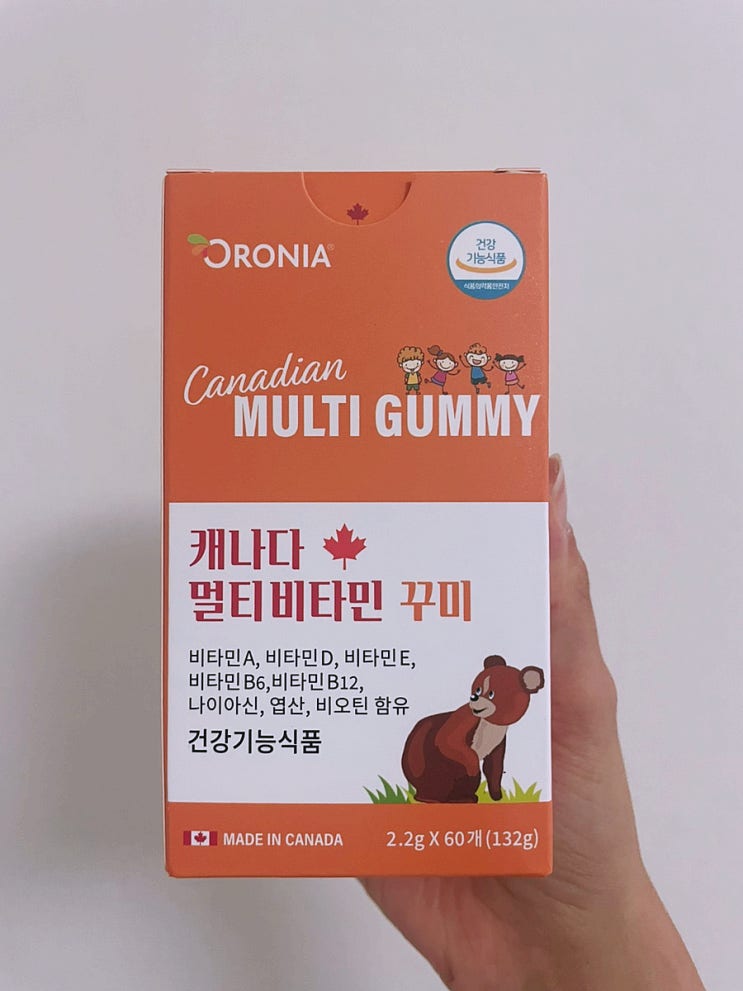 ORONIA®
건강
기능식품
식품의약품안전처
Canadian
MULTI GUMMY
캐나다
멀티비타민 꾸미
비타민A, 비타민D, 비타민E,
비타민B6,비타민B12,
나이아신, 엽산, 비오틴 함유
건강기능식품
MADE IN CANADA 2.2g X 60개(132g)